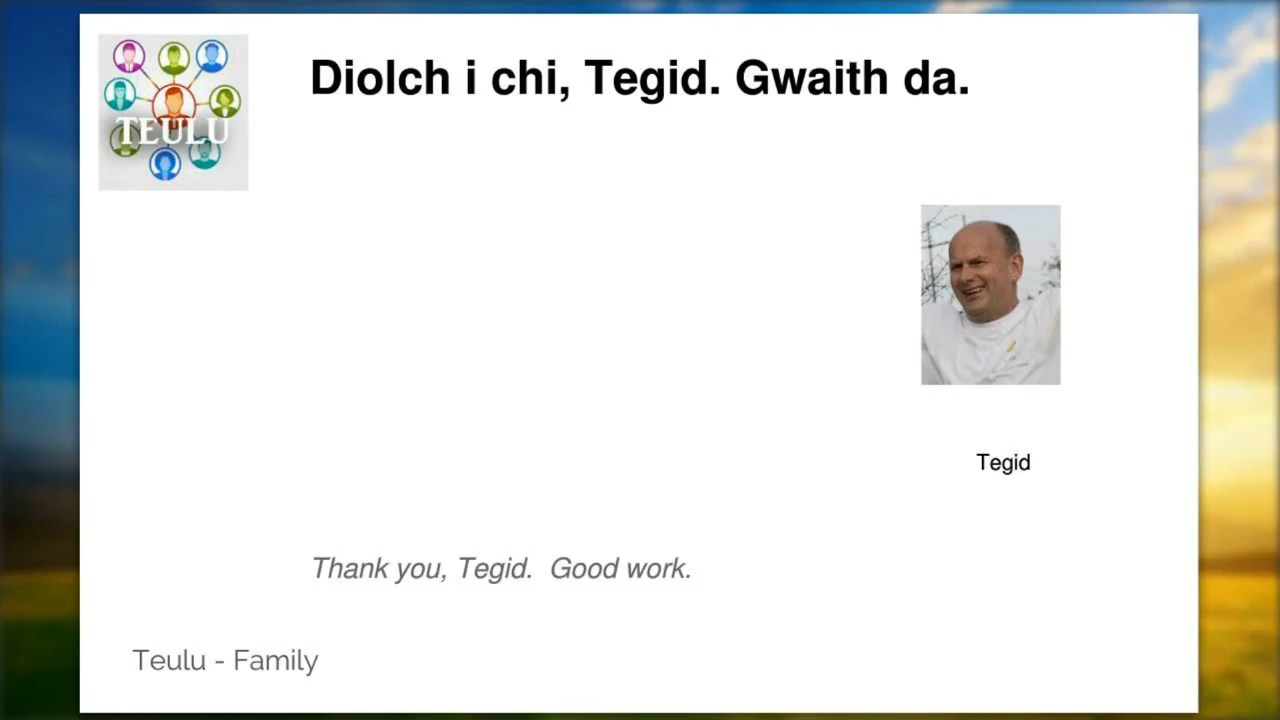 TEULU
Diolch i chi, Tegid. Gwaith da.
Tegid
Thank you, Tegid. Good work.
Teulu - Family